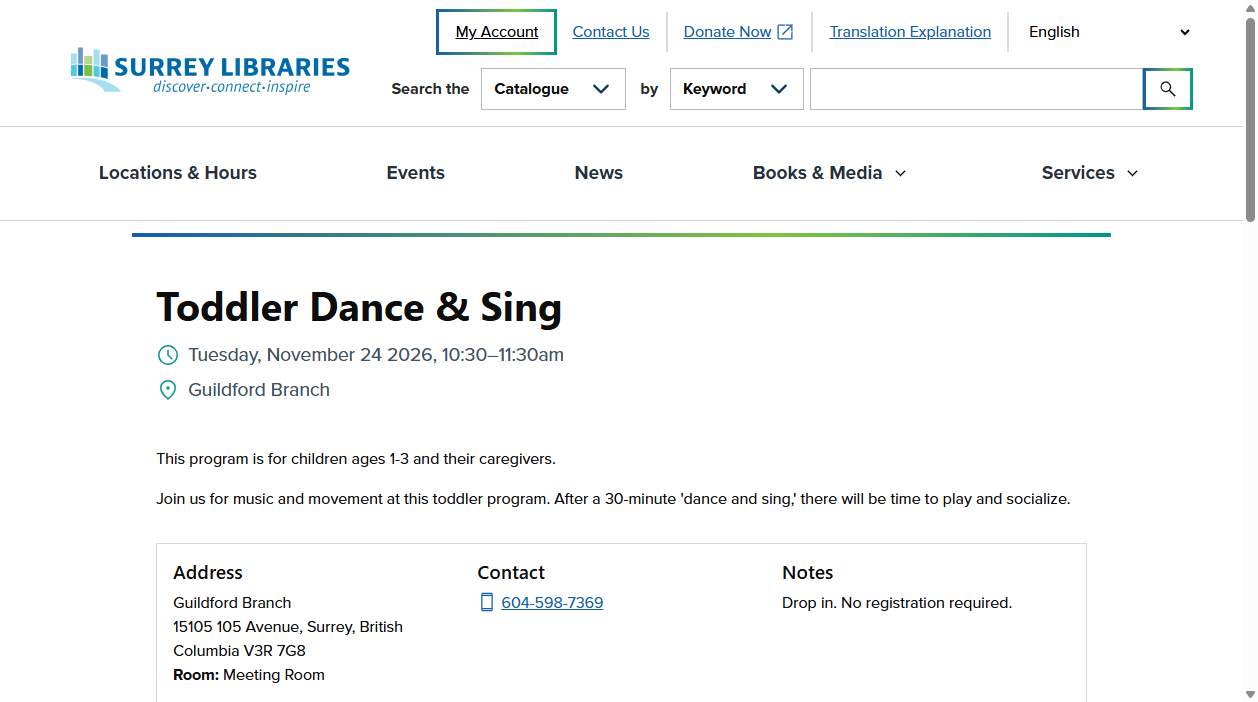 My Account
Contact Us
Donate Now
Translation Explanation
English
SURREY LIBRARIES
discover•connect•inspire
Search the
Catalogue
by
Keyword
Locations & Hours
Events
News
Books & Media
Services
Toddler Dance & Sing
Tuesday, November 24 2026, 10:30–11:30am
Guildford Branch
This program is for children ages 1-3 and their caregivers.
Join us for music and movement at this toddler program. After a 30-minute 'dance and sing,' there will be time to play and socialize.
Address
Guildford Branch
15105 105 Avenue, Surrey, British
Columbia V3R 7G8
Room: Meeting Room
Contact
604-598-7369
Notes
Drop in. No registration required.